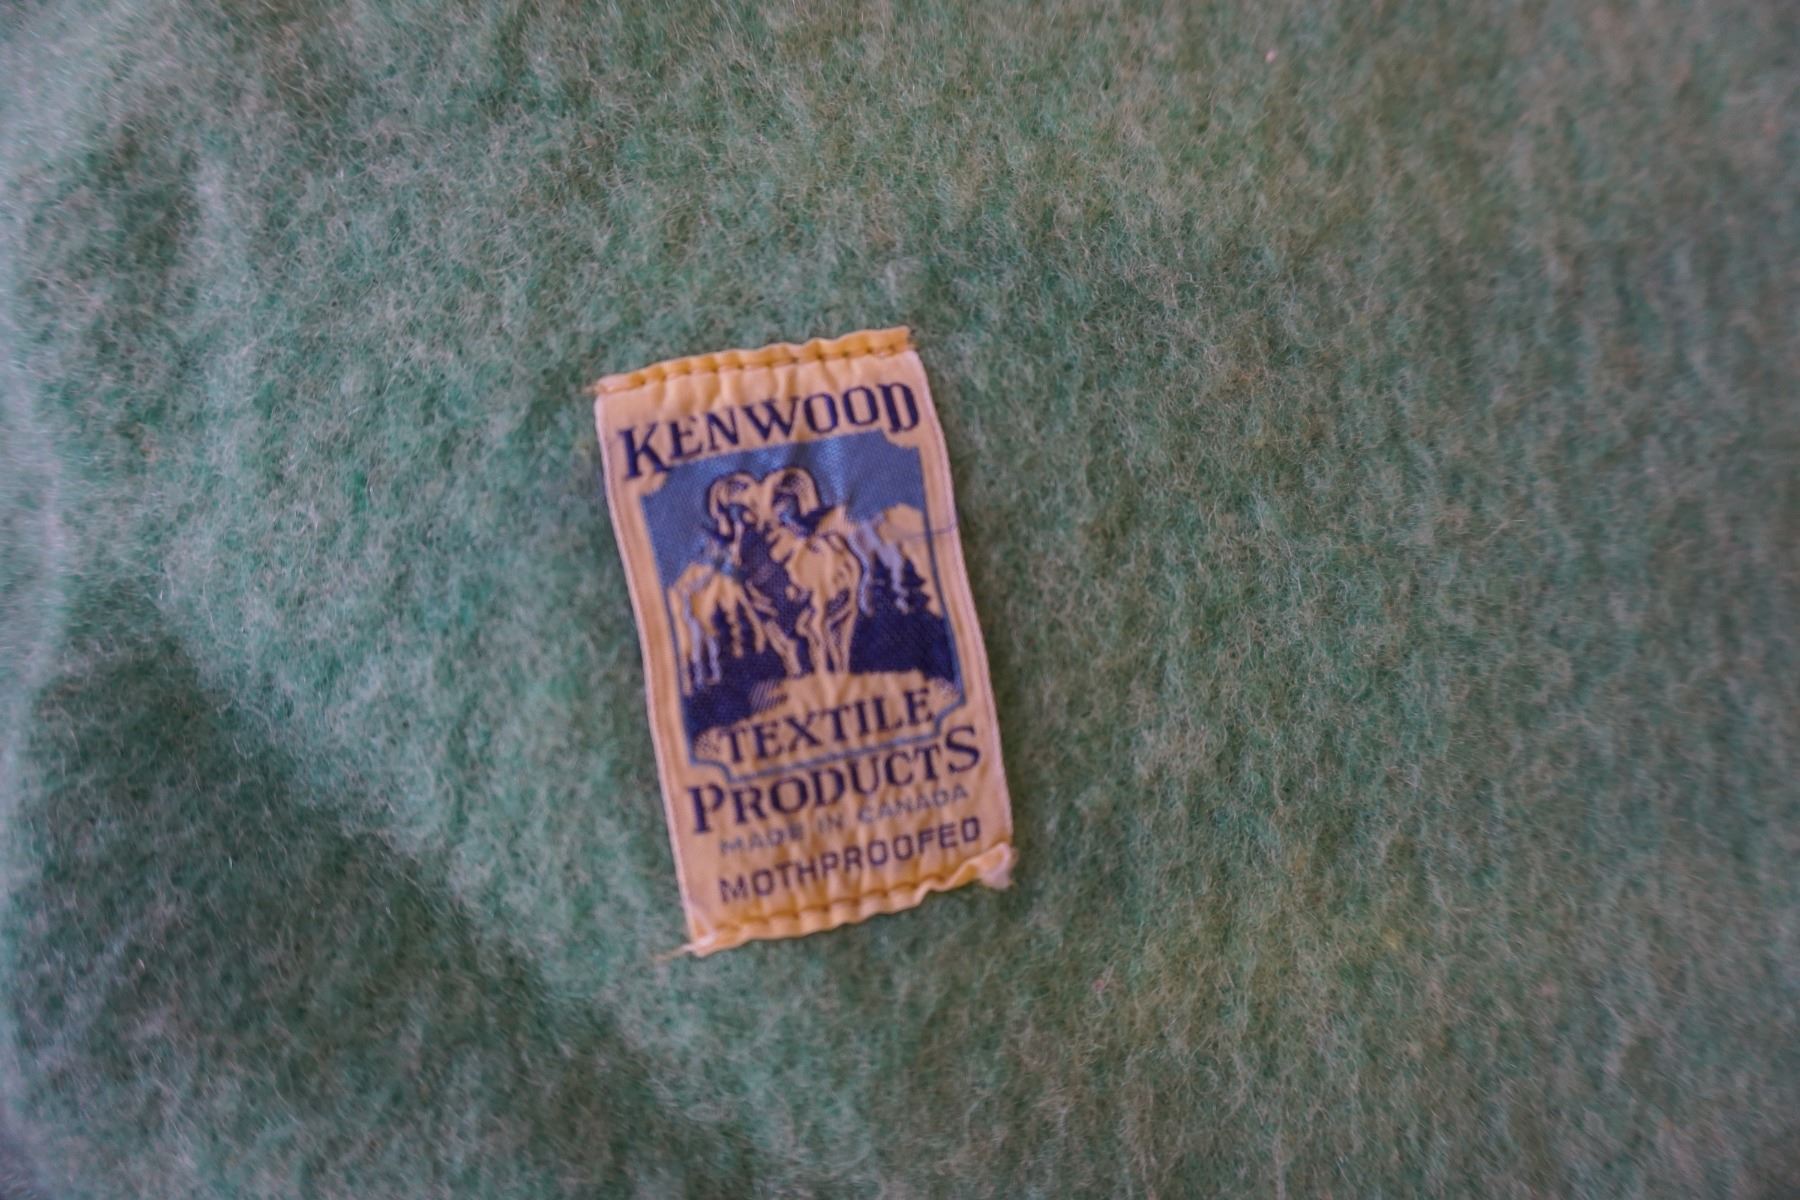 KENWOOD
TEXTILE
PRODUCTS
MADE IN CANADA
MOTHPROOFED